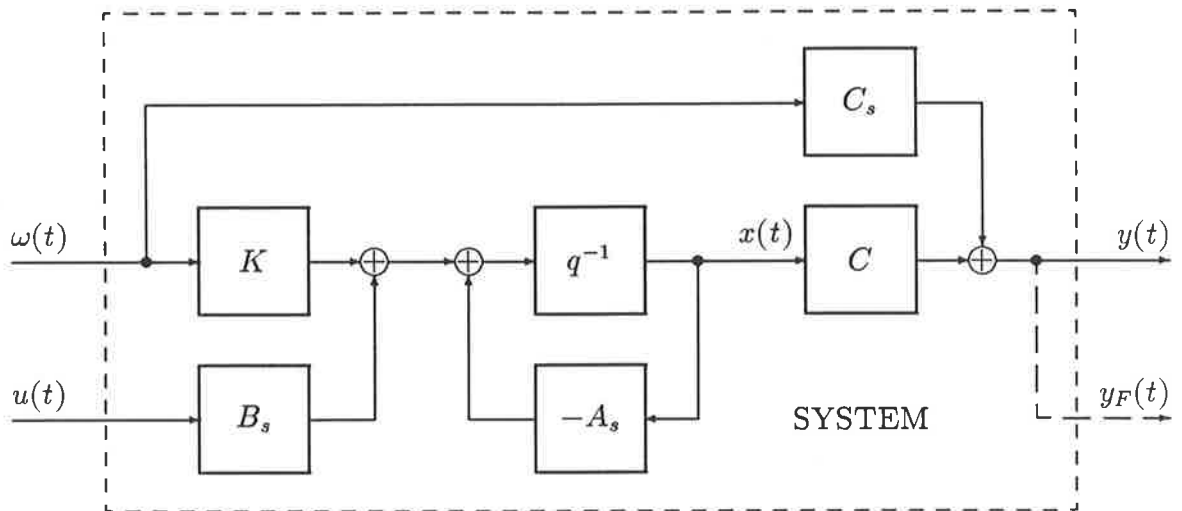 C_s
ω(t)
K
q⁻¹
x(t)
C
y(t)
u(t)
B_s
-A_s
SYSTEM
y_F(t)